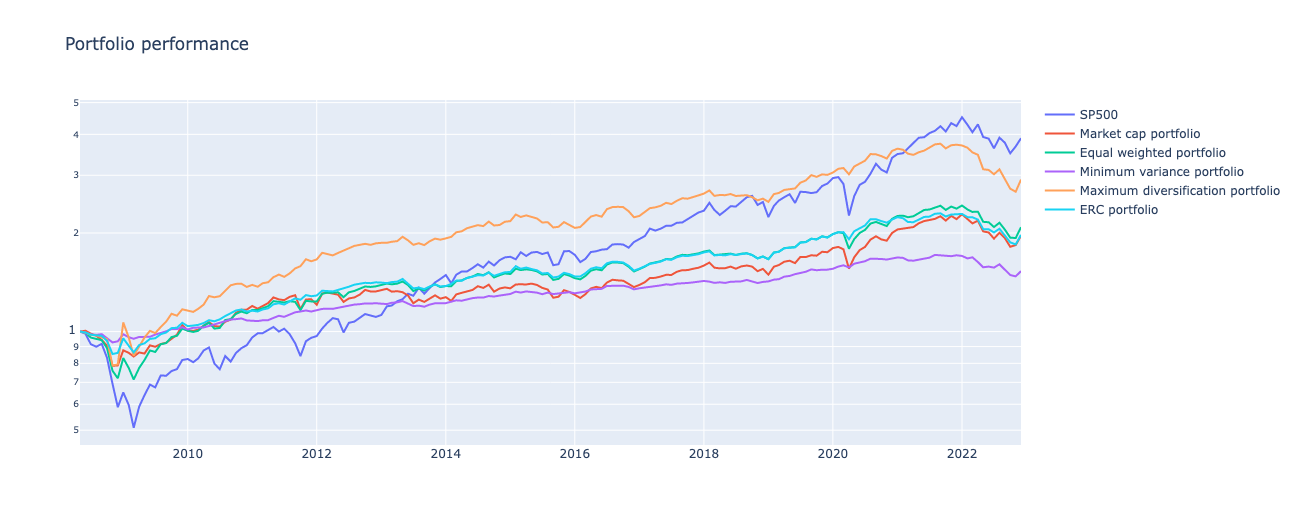 Portfolio performance
5
4
3
2
1
9
8
7
6
5
2010 2012 2014 2016 2018 2020 2022
SP500
Market cap portfolio
Equal weighted portfolio
Minimum variance portfolio
Maximum diversification portfolio
ERC portfolio